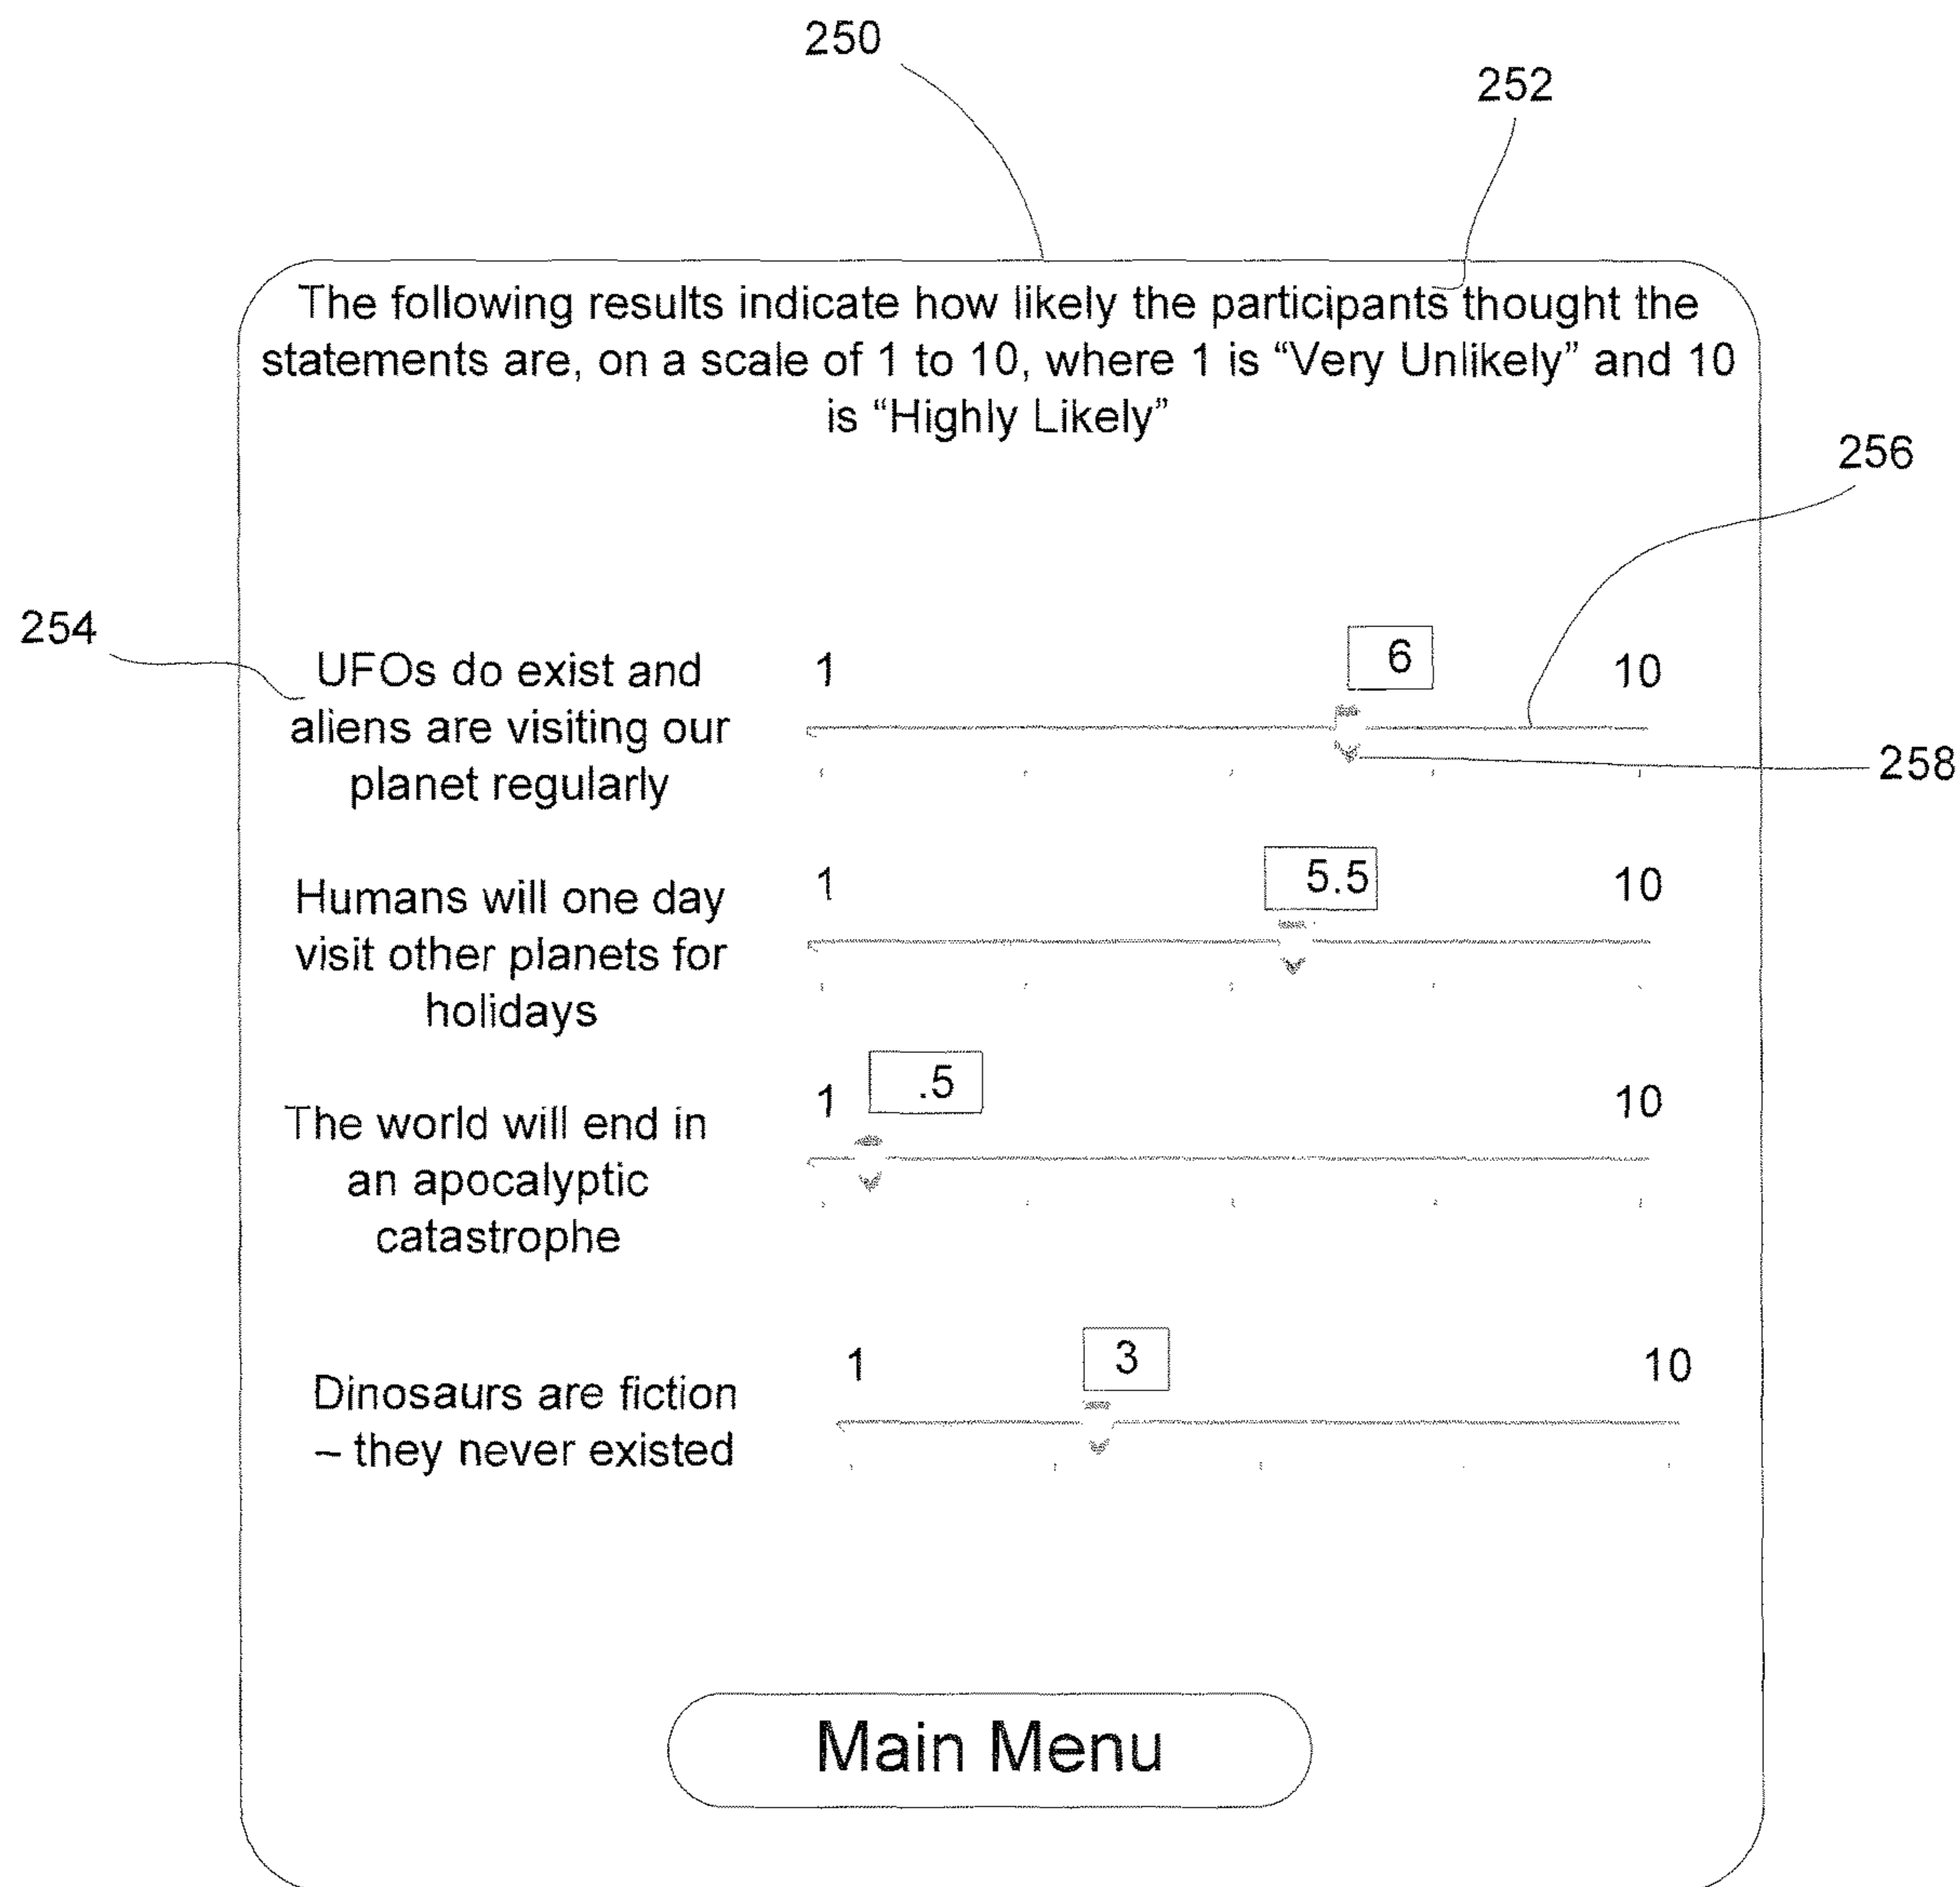 250
252
The following results indicate how likely the participants thought the
statements are, on a scale of 1 to 10, where 1 is “Very Unlikely” and 10
is “Highly Likely”
256
254
UFOs do exist and
aliens are visiting our
planet regularly
1 6 10
258
Humans will one day
visit other planets for
holidays
1 5.5 10
The world will end in
an apocalyptic
catastrophe
1 .5 10
Dinosaurs are fiction
– they never existed
1 3 10
Main Menu